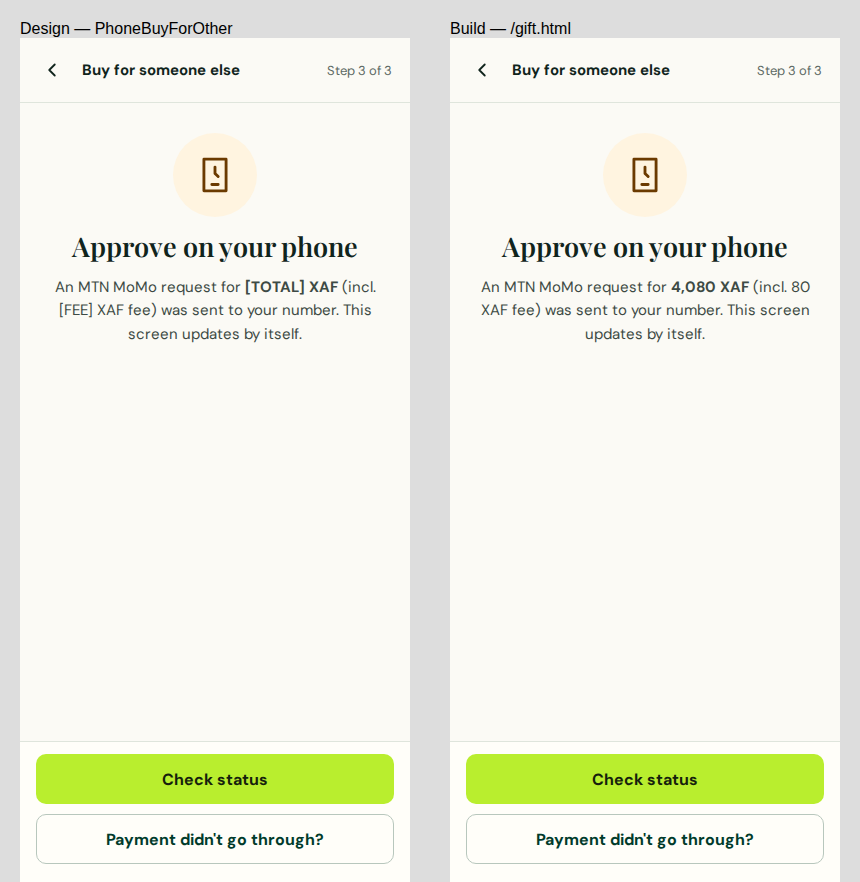 Design — PhoneBuyForOther
Buy for someone else
Step 3 of 3
Approve on your phone
An MTN MoMo request for [TOTAL] XAF (incl.
[FEE] XAF fee) was sent to your number. This
screen updates by itself.
Check status
Payment didn't go through?
Build — /gift.html
Buy for someone else
Step 3 of 3
Approve on your phone
An MTN MoMo request for 4,080 XAF (incl. 80
XAF fee) was sent to your number. This screen
updates by itself.
Check status
Payment didn't go through?